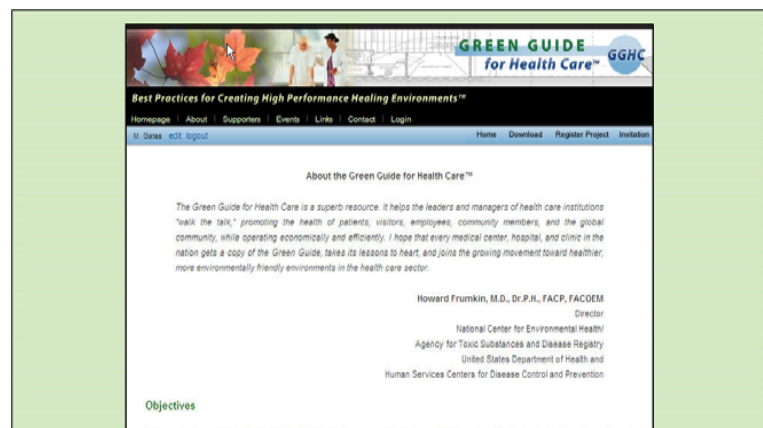 GREEN GUIDE
for Health Care™
GGHC
Best Practices for Creating High Performance Healing Environments™
Homepage | About | Supporters | Events | Links | Contact | Login
M. Gates edit logout
Home Download Register Project Invitation
About the Green Guide for Health Care™
The Green Guide for Health Care is a superb resource. It helps the leaders and managers of health care institutions
"walk the talk," promoting the health of patients, visitors, employees, community members, and the global
community, while operating economically and efficiently. I hope that every medical center, hospital, and clinic in the
nation gets a copy of the Green Guide, takes its lessons to heart, and joins the growing movement toward healthier,
more environmentally friendly environments in the health care sector.
Howard Frumkin, M.D., Dr.P.H., FACP, FACOEM
Director
National Center for Environmental Health/
Agency for Toxic Substances and Disease Registry
United States Department of Health and
Human Services Centers for Disease Control and Prevention
Objectives